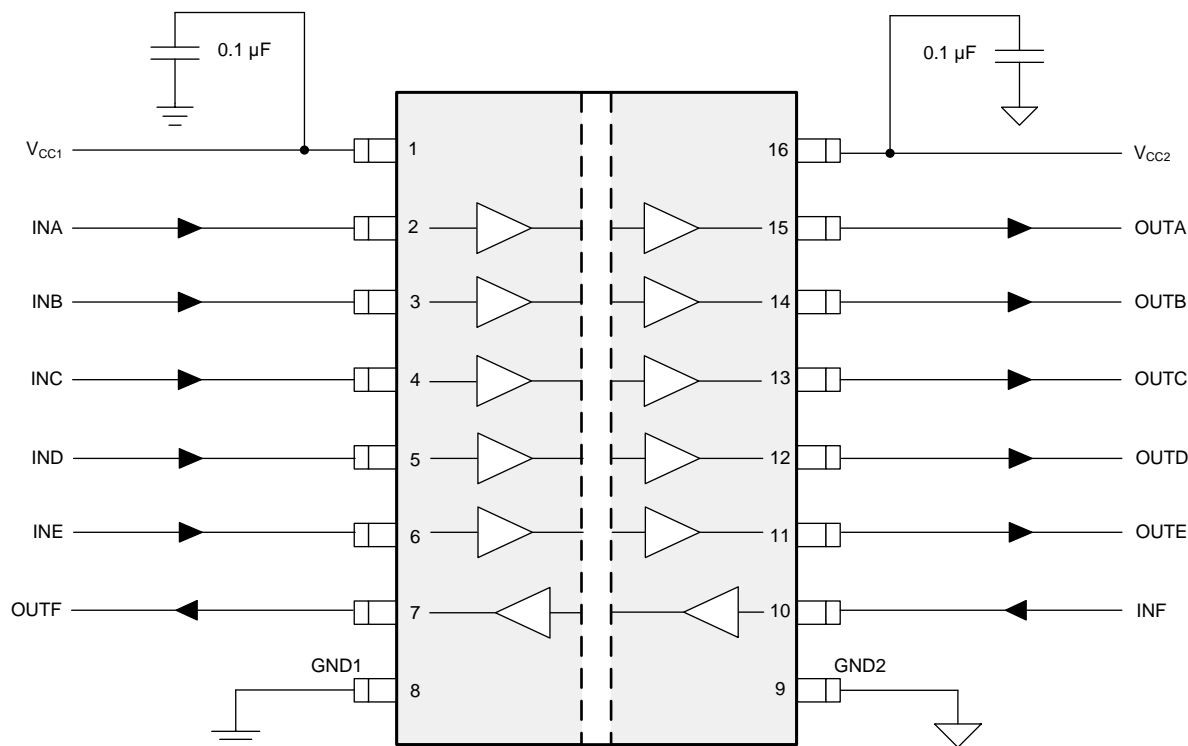 0.1 µF
0.1 µF
VCC1
1
16
VCC2
INA
2
15
OUTA
INB
3
14
OUTB
INC
4
13
OUTC
IND
5
12
OUTD
INE
6
11
OUTE
OUTF
7
10
INF
GND1
GND2
8
9